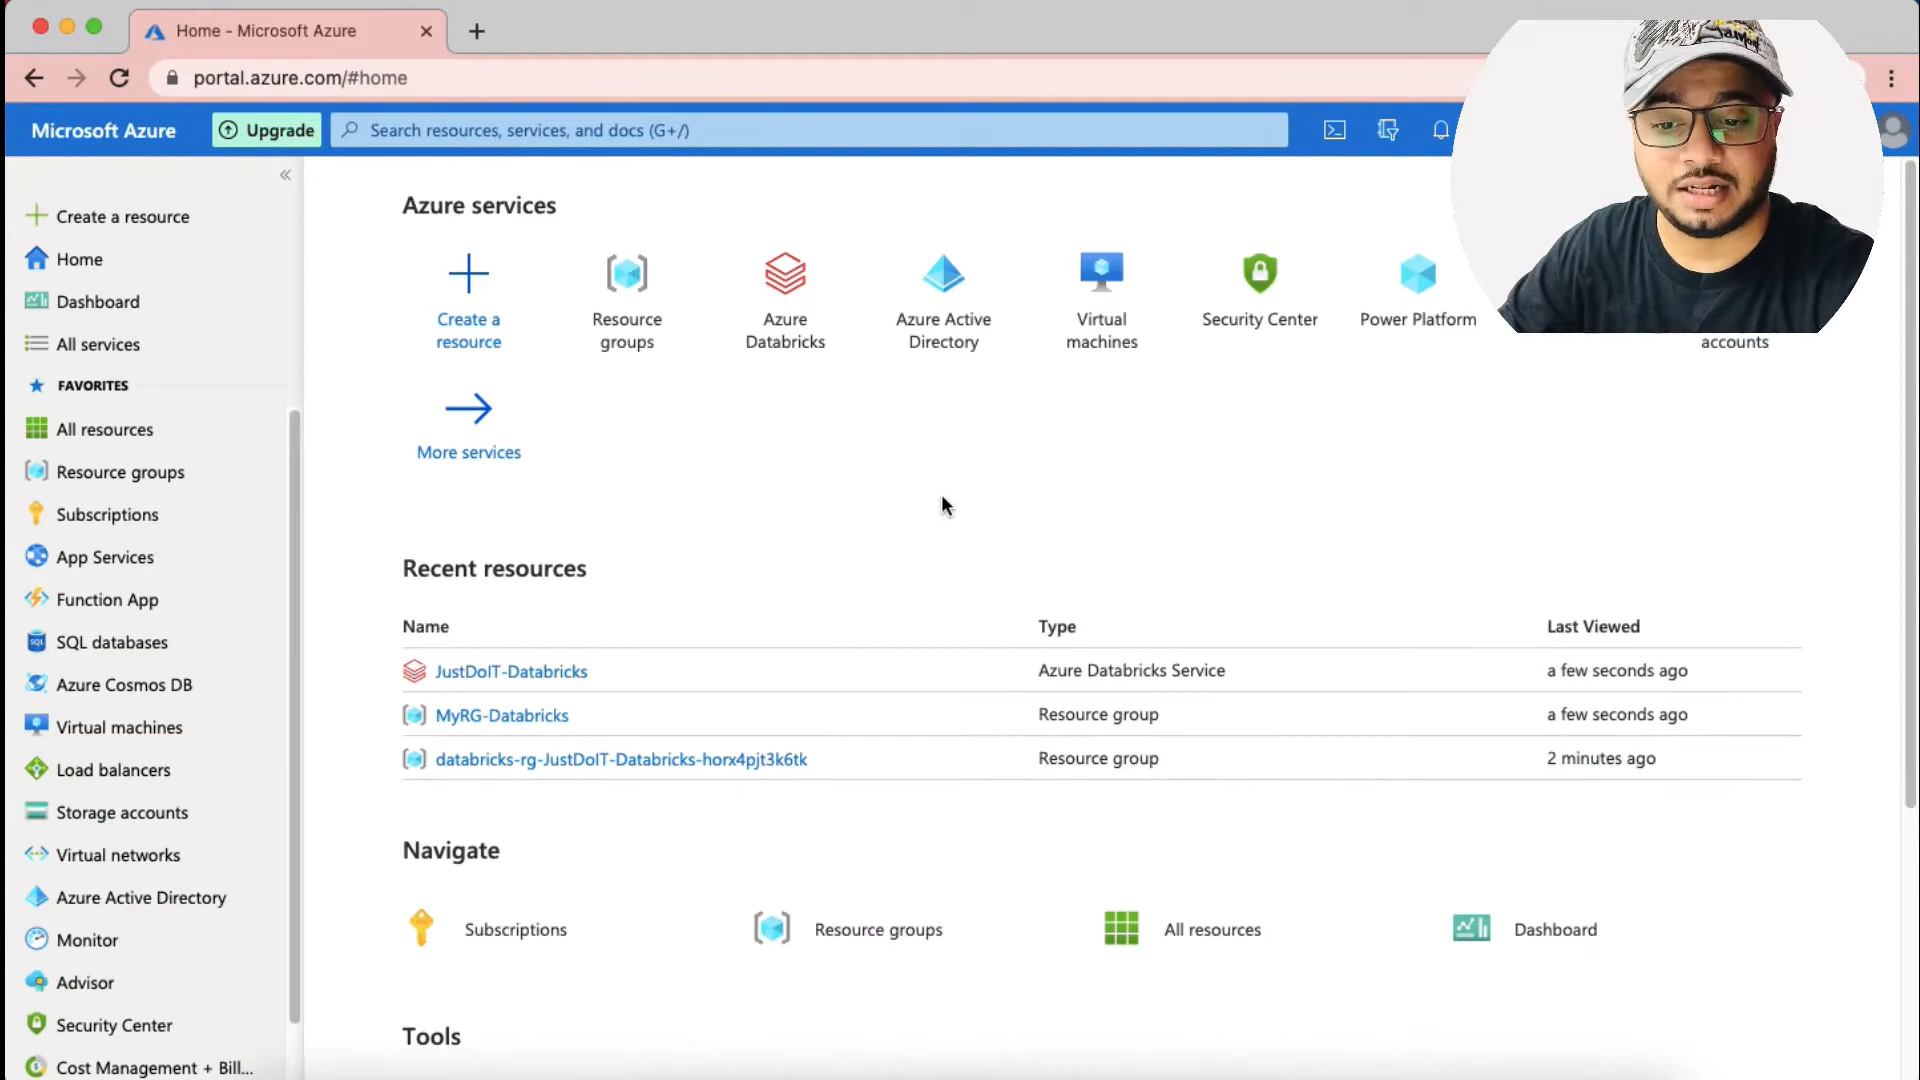 Home - Microsoft Azure
portal.azure.com/#home
Microsoft Azure
Upgrade
Search resources, services, and docs (G+/)
Create a resource
Home
Dashboard
All services
FAVORITES
All resources
Resource groups
Subscriptions
App Services
Function App
SQL databases
Azure Cosmos DB
Virtual machines
Load balancers
Storage accounts
Virtual networks
Azure Active Directory
Monitor
Advisor
Security Center
Cost Management + Bill...
Azure services
Create a
resource
Resource
groups
Azure
Databricks
Azure Active
Directory
Virtual
machines
Security Center
Power Platform
accounts
More services
Recent resources
Name Type Last Viewed
JustDoIT-Databricks Azure Databricks Service a few seconds ago
MyRG-Databricks Resource group a few seconds ago
databricks-rg-JustDoIT-Databricks-horx4pjt3k6tk Resource group 2 minutes ago
Navigate
Subscriptions Resource groups All resources Dashboard
Tools